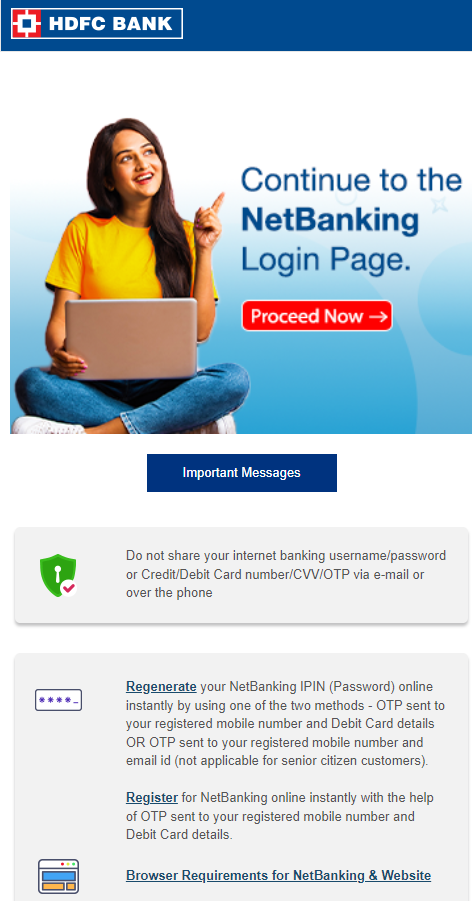 HDFC BANK
Continue to the
NetBanking
Login Page.
Proceed Now →
Important Messages
Do not share your internet banking username/password
or Credit/Debit Card number/CVV/OTP via e-mail or
over the phone
Regenerate your NetBanking IPIN (Password) online
instantly by using one of the two methods - OTP sent to
your registered mobile number and Debit Card details
OR OTP sent to your registered mobile number and
email id (not applicable for senior citizen customers).
Register for NetBanking online instantly with the help
of OTP sent to your registered mobile number and
Debit Card details.
Browser Requirements for NetBanking & Website